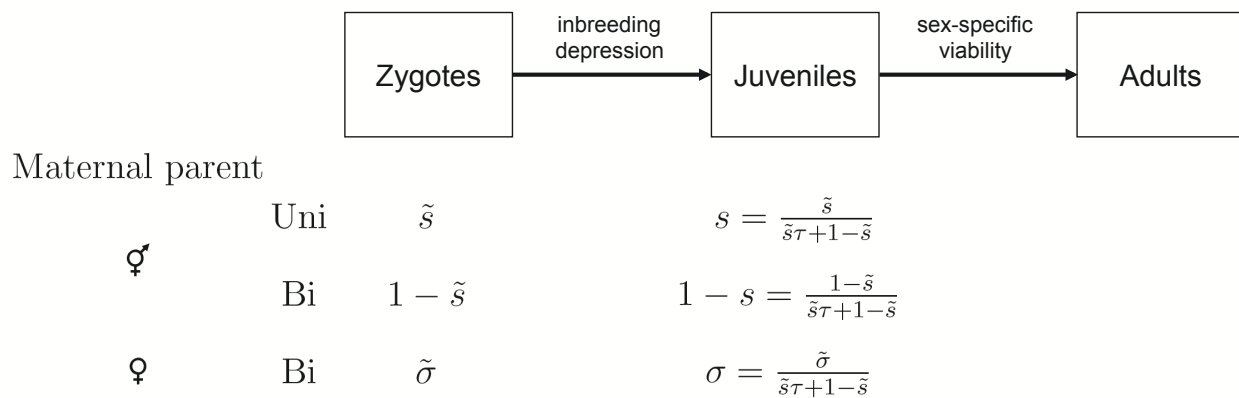 inbreeding depression
sex-specific viability
Zygotes Juveniles Adults
Maternal parent
⚥ Uni s̃ s = s̃/(s̃τ+1−s̃)
Bi 1 − s̃ 1 − s = (1−s̃)/(s̃τ+1−s̃)
♀ Bi σ̃ σ = σ̃/(s̃τ+1−s̃)